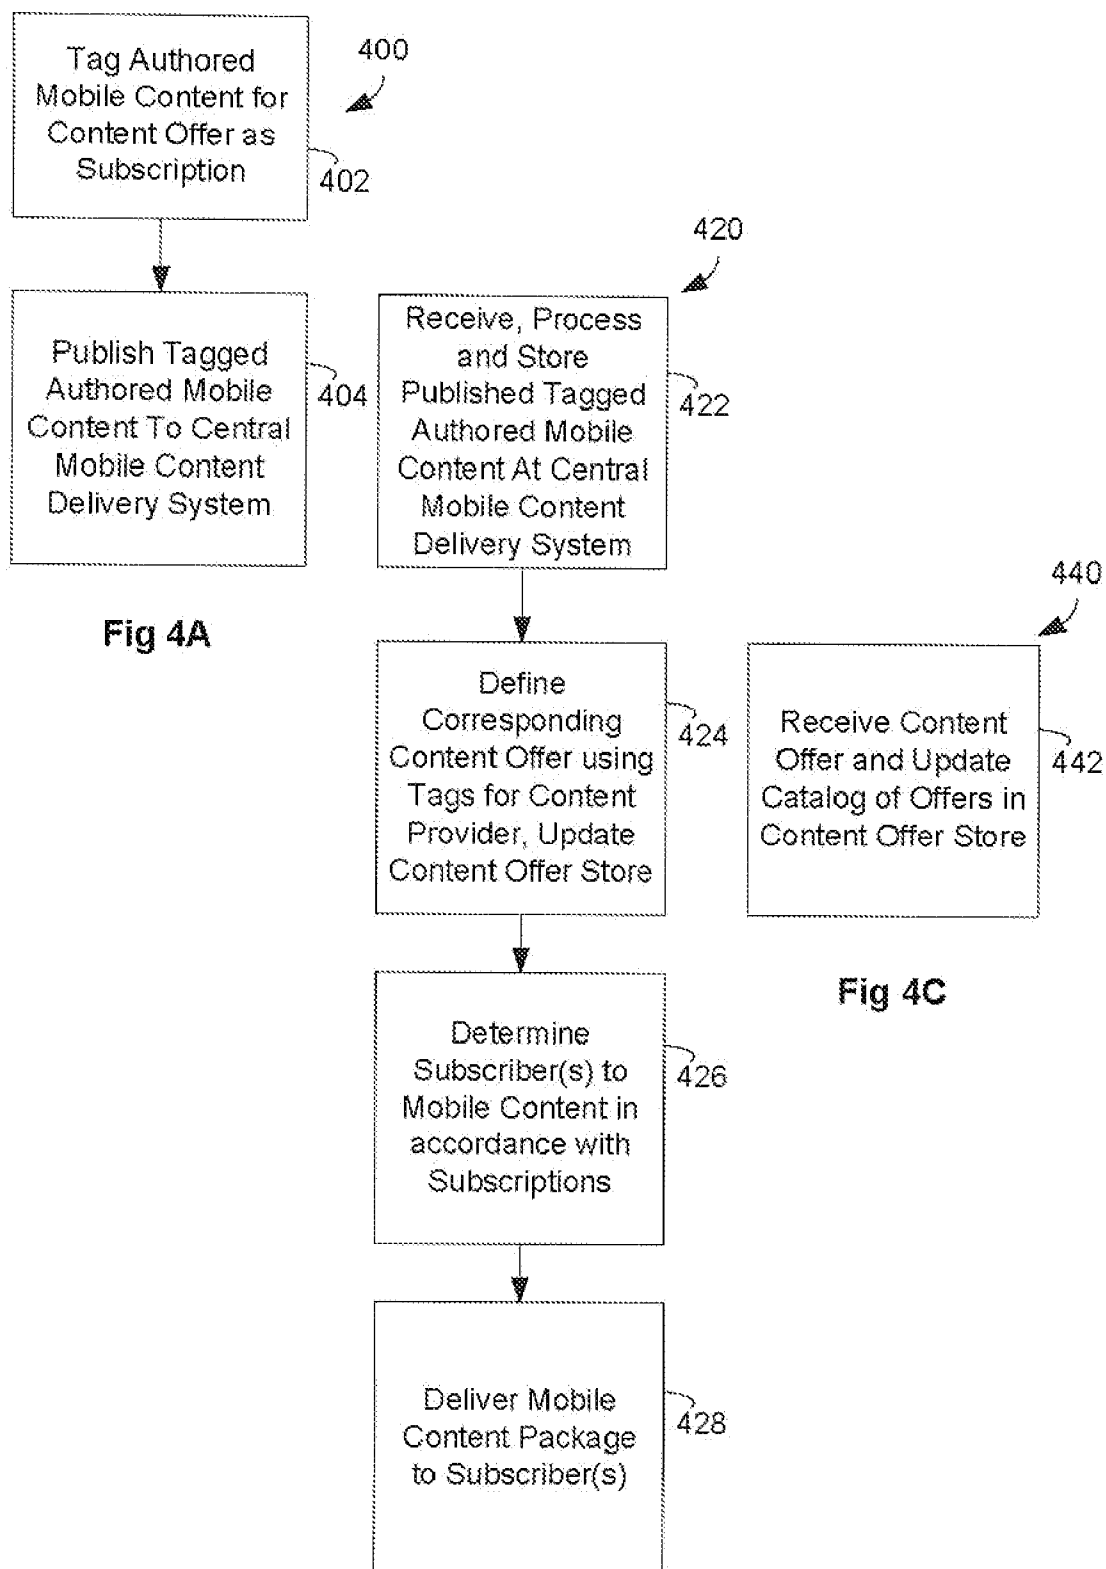 Tag Authored
Mobile Content for
Content Offer as
Subscription
402
400
Publish Tagged
Authored Mobile
Content To Central
Mobile Content
Delivery System
404
Fig 4A
420
Receive, Process
and Store
Published Tagged
Authored Mobile
Content At Central
Mobile Content
Delivery System
422
Define
Corresponding
Content Offer using
Tags for Content
Provider, Update
Content Offer Store
424
Determine
Subscriber(s) to
Mobile Content in
accordance with
Subscriptions
426
Deliver Mobile
Content Package
to Subscriber(s)
428
440
Receive Content
Offer and Update
Catalog of Offers in
Content Offer Store
442
Fig 4C